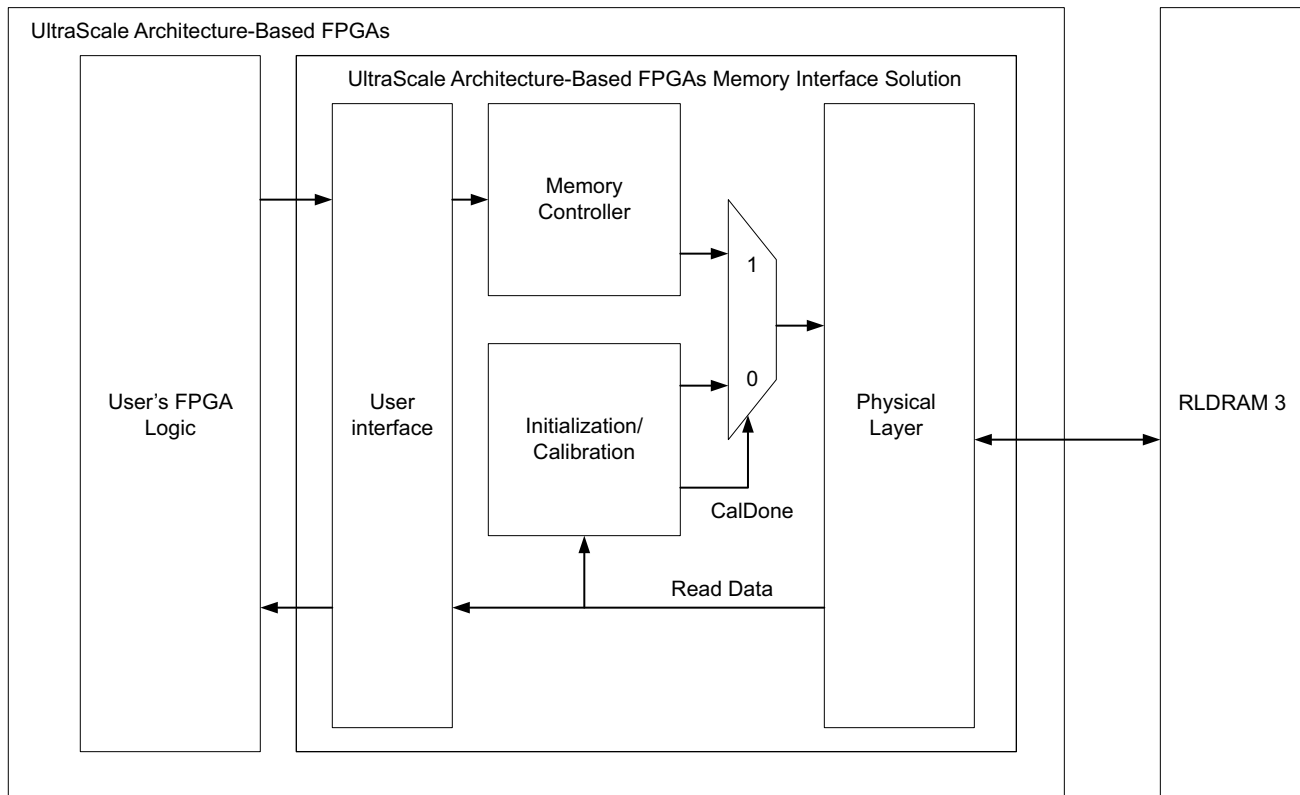 UltraScale Architecture-Based FPGAs
UltraScale Architecture-Based FPGAs Memory Interface Solution
Memory
Controller
1
0
User’s FPGA
Logic
User
interface
Initialization/
Calibration
Physical
Layer
RLDRAM 3
CalDone
Read Data